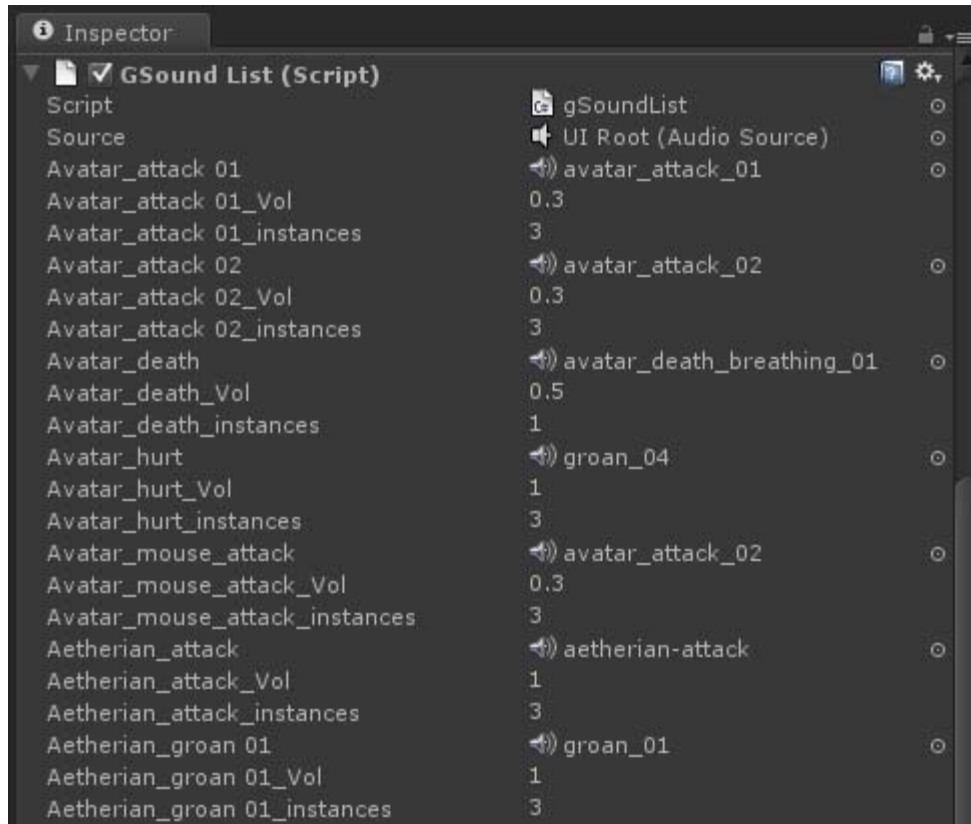 Inspector
GSound List (Script)
Script gSoundList
Source UI Root (Audio Source)
Avatar_attack 01 avatar_attack_01
Avatar_attack 01_Vol 0.3
Avatar_attack 01_instances 3
Avatar_attack 02 avatar_attack_02
Avatar_attack 02_Vol 0.3
Avatar_attack 02_instances 3
Avatar_death avatar_death_breathing_01
Avatar_death_Vol 0.5
Avatar_death_instances 1
Avatar_hurt groan_04
Avatar_hurt_Vol 1
Avatar_hurt_instances 3
Avatar_mouse_attack avatar_attack_02
Avatar_mouse_attack_Vol 0.3
Avatar_mouse_attack_instances 3
Aetherian_attack aetherian-attack
Aetherian_attack_Vol 1
Aetherian_attack_instances 3
Aetherian_groan 01 groan_01
Aetherian_groan 01_Vol 1
Aetherian_groan 01_instances 3